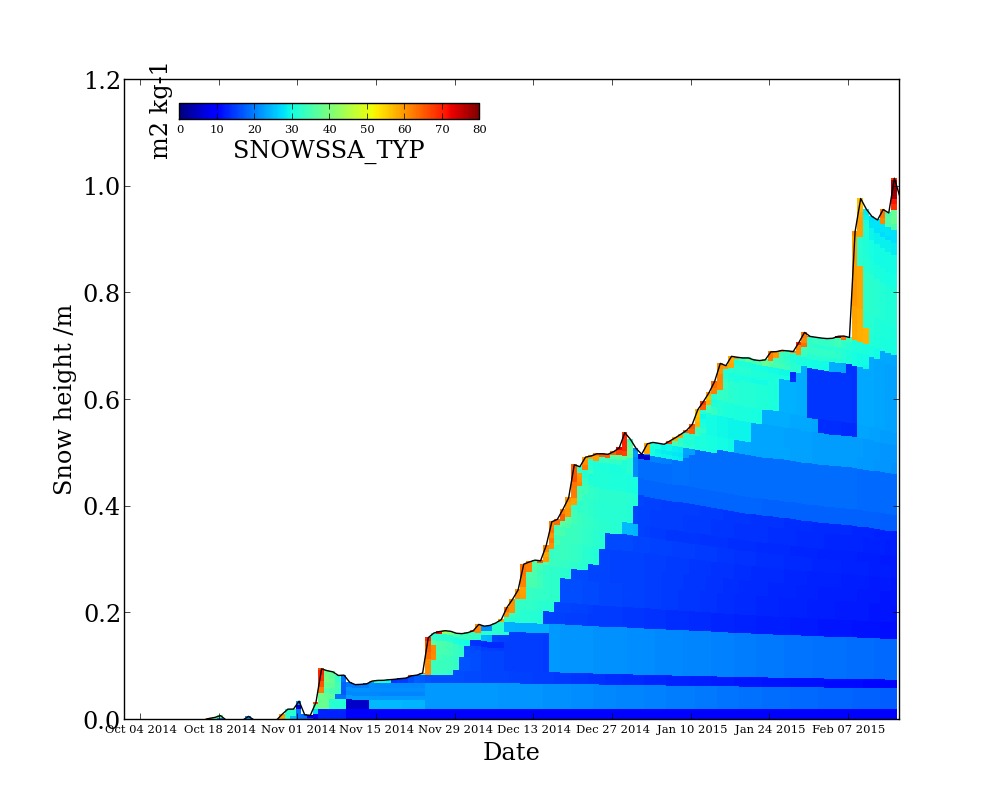 1.2
m2 kg-1
0 10 20 30 40 50 60 70 80
SNOWSSA_TYP
1.0
0.8
Snow height /m
0.6
0.4
0.2
0.0
Oct 04 2014 Oct 18 2014 Nov 01 2014 Nov 15 2014 Nov 29 2014 Dec 13 2014 Dec 27 2014 Jan 10 2015 Jan 24 2015 Feb 07 2015
Date